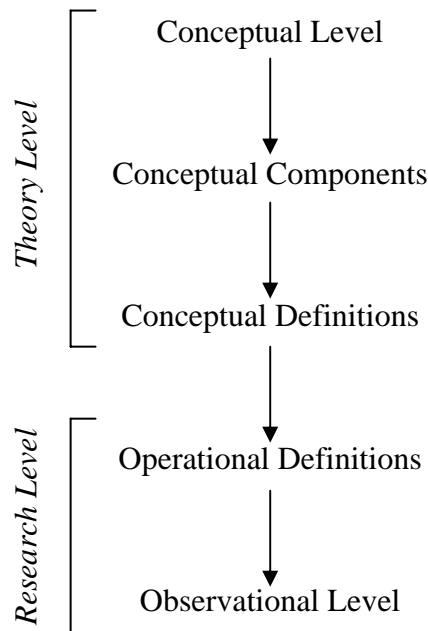 Theory Level
Conceptual Level
Conceptual Components
Conceptual Definitions
Research Level
Operational Definitions
Observational Level